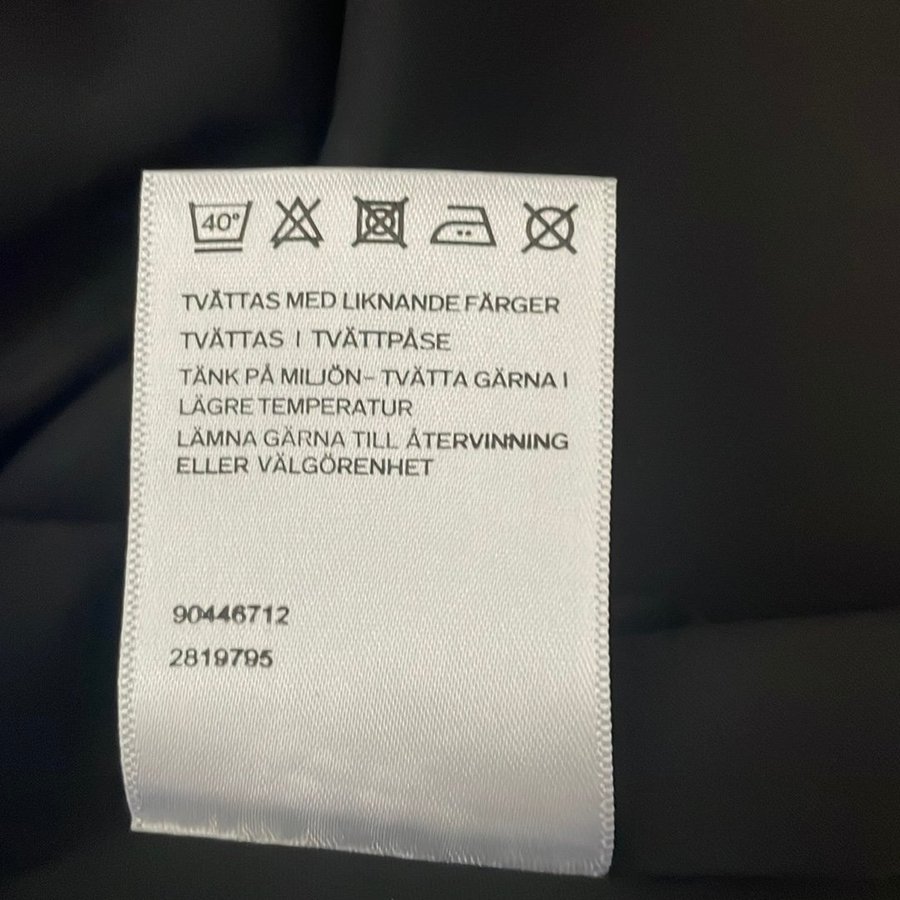 40°
TVÄTTAS MED LIKNANDE FÄRGER
TVÄTTAS I TVÄTTPÅSE
TÄNK PÅ MILJÖN- TVÄTTA GÄRNA I
LÄGRE TEMPERATUR
LÄMNA GÄRNA TILL ÅTERVINNING
ELLER VÄLGÖRENHET
90446712
2819795